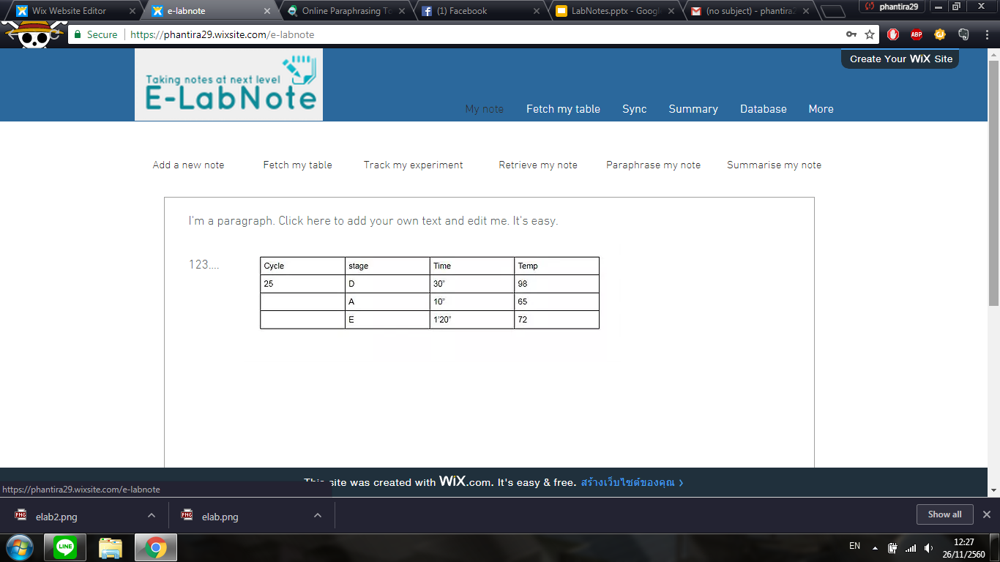 Wix Website Editor
e-labnote
Online Paraphrasing To
(1) Facebook
LabNotes.pptx - Google
(no subject) - phantira2
phantira29
Secure https://phantira29.wixsite.com/e-labnote
ABP
Create Your WiX Site
Taking notes at next level
E-LabNote
My note Fetch my table Sync Summary Database More
Add a new note Fetch my table Track my experiment Retrieve my note Paraphrase my note Summarise my note
I'm a paragraph. Click here to add your own text and edit me. It's easy.
123....
Cycle stage Time Temp
25 D 30" 98
A 10" 65
E 1'20" 72
This site was created with WiX.com. It's easy & free. สร้างเว็บไซต์ของคุณ >
https://phantira29.wixsite.com/e-labnote
PNG elab2.png
PNG elab.png
Show all
LINE
EN
12:27
26/11/2560